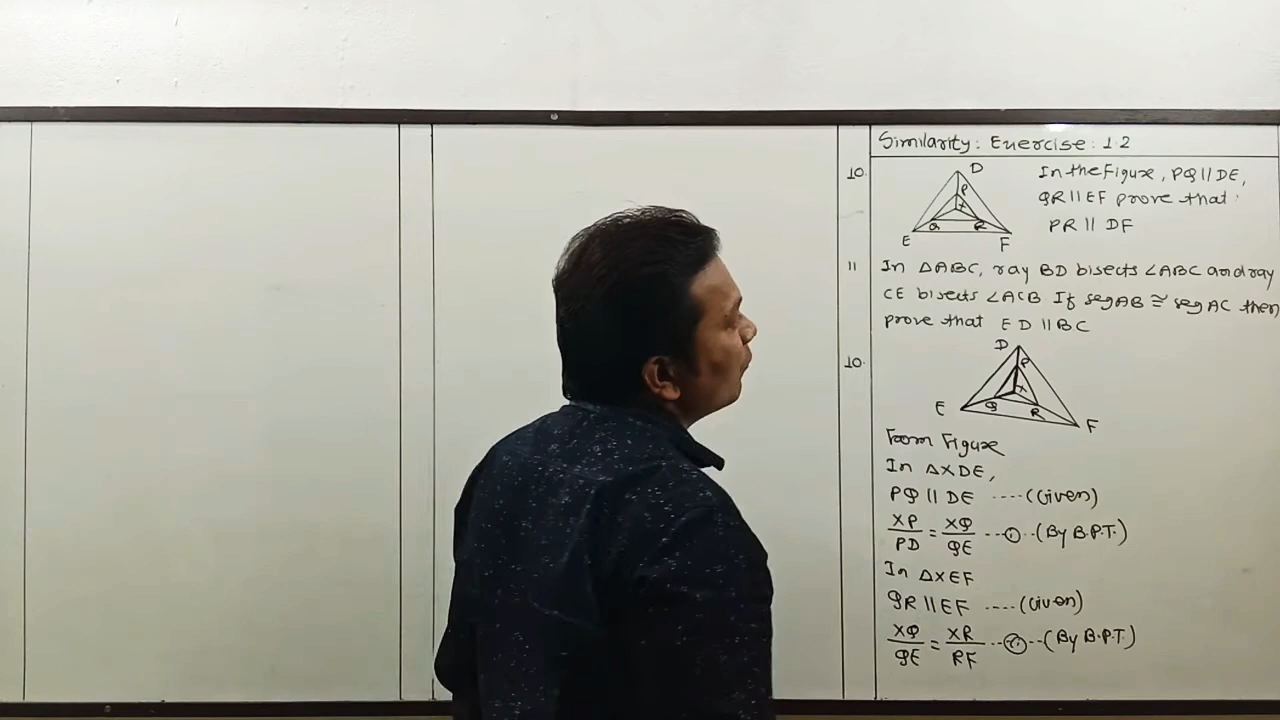 Similarity: Exercise: 1.2
10.
D
P
X
Q
R
E
F
In the Figure, PQ || DE,
QR || EF prove that:
PR || DF
11 In △ABC, ray BD bisects ∠ABC and ray
CE bisects ∠ACB. If seg AB ≅ seg AC then
prove that ED || BC
10.
D
P
X
E
Q
R
F
From Figure
In △XDE,
PQ || DE ----(Given)
XP/PD = XQ/QE ---①--(By B.P.T.)
In △XEF
QR || EF ----(Given)
XQ/QE = XR/RF --②--(By B.P.T.)